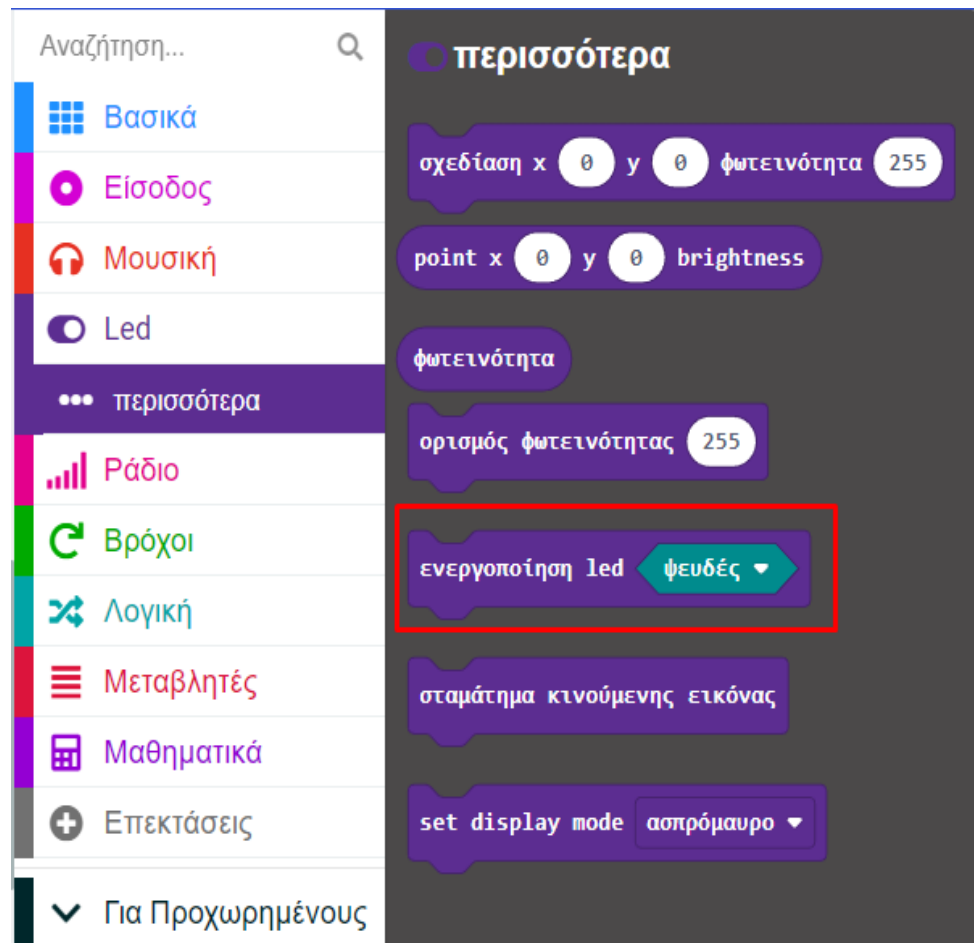 Αναζήτηση...
Βασικά
Είσοδος
Μουσική
Led
περισσότερα
Ράδιο
Βρόχοι
Λογική
Μεταβλητές
Μαθηματικά
Επεκτάσεις
Για Προχωρημένους
περισσότερα
σχεδίαση x 0 y 0 φωτεινότητα 255
point x 0 y 0 brightness
φωτεινότητα
ορισμός φωτεινότητας 255
ενεργοποίηση led ψευδές
σταμάτημα κινούμενης εικόνας
set display mode ασπρόμαυρο